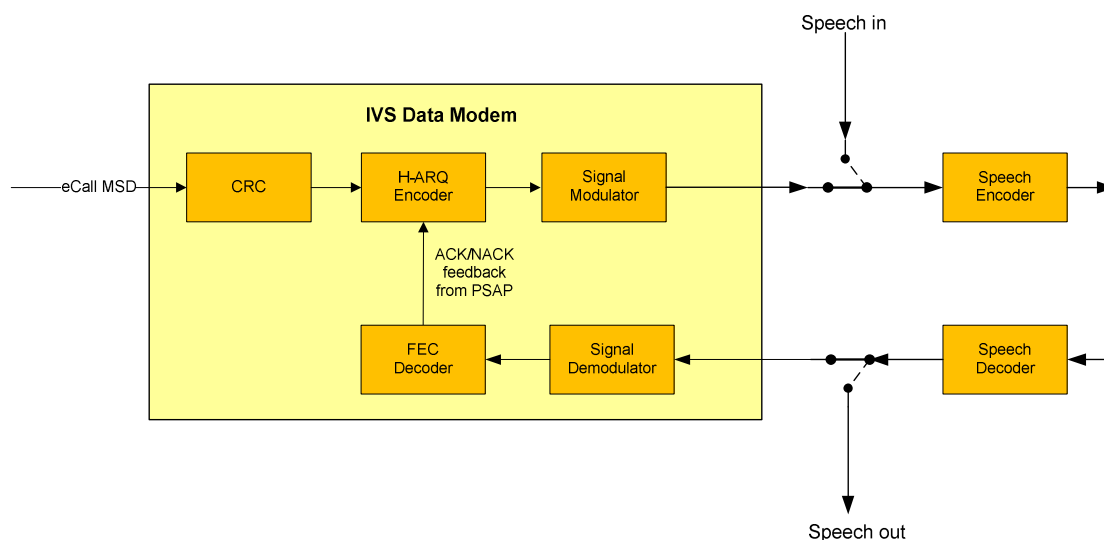 Speech in
IVS Data Modem
eCall MSD
CRC
H-ARQ
Encoder
Signal
Modulator
Speech
Encoder
ACK/NACK
feedback
from PSAP
FEC
Decoder
Signal
Demodulator
Speech
Decoder
Speech out